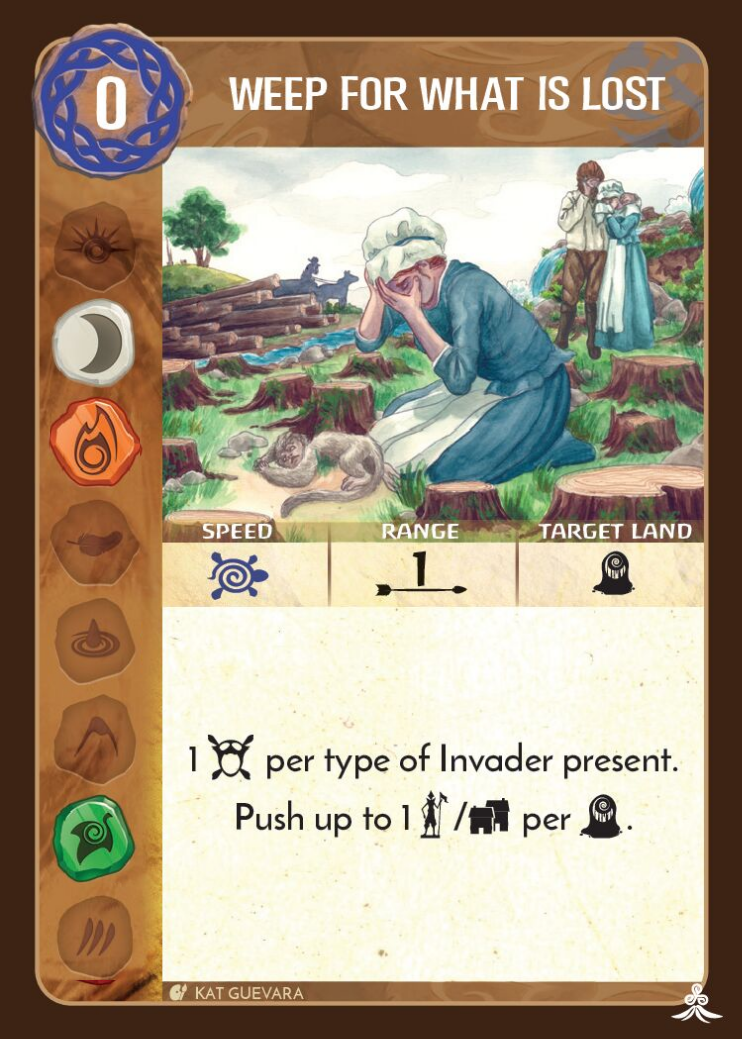 0
WEEP FOR WHAT IS LOST
SPEED RANGE TARGET LAND
1
1 per type of Invader present.
Push up to 1 / per .
KAT GUEVARA